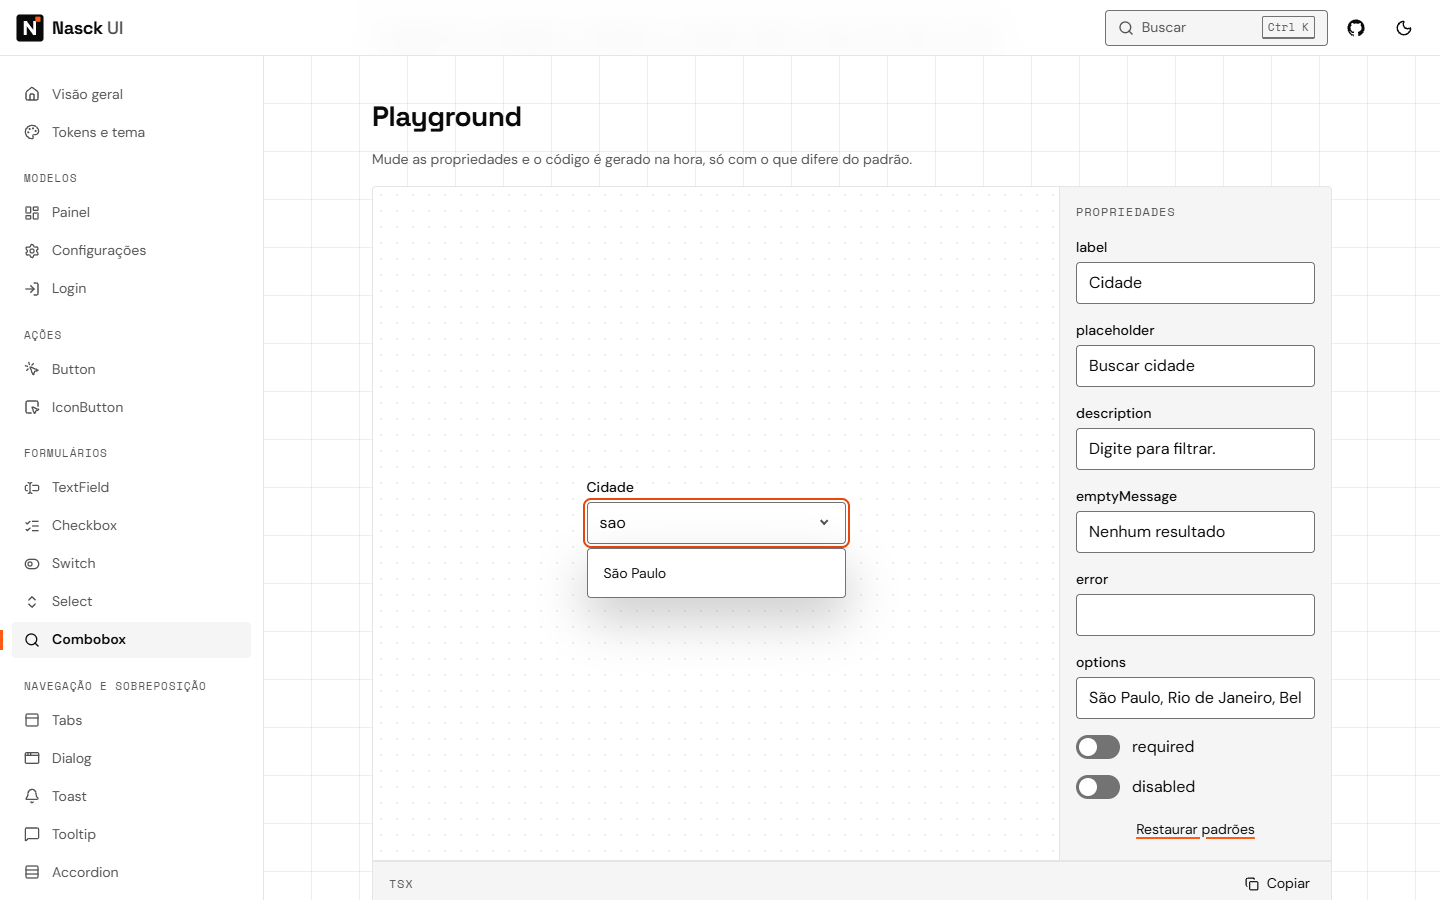 Nasck UI
Buscar
Ctrl K
Visão geral
Tokens e tema
MODELOS
Painel
Configurações
Login
AÇÕES
Button
IconButton
FORMULÁRIOS
TextField
Checkbox
Switch
Select
Combobox
NAVEGAÇÃO E SOBREPOSIÇÃO
Tabs
Dialog
Toast
Tooltip
Accordion
Playground
Mude as propriedades e o código é gerado na hora, só com o que difere do padrão.
Cidade
sao
São Paulo
PROPRIEDADES
label
Cidade
placeholder
Buscar cidade
description
Digite para filtrar.
emptyMessage
Nenhum resultado
error
options
São Paulo, Rio de Janeiro, Bel
required
disabled
Restaurar padrões
TSX
Copiar